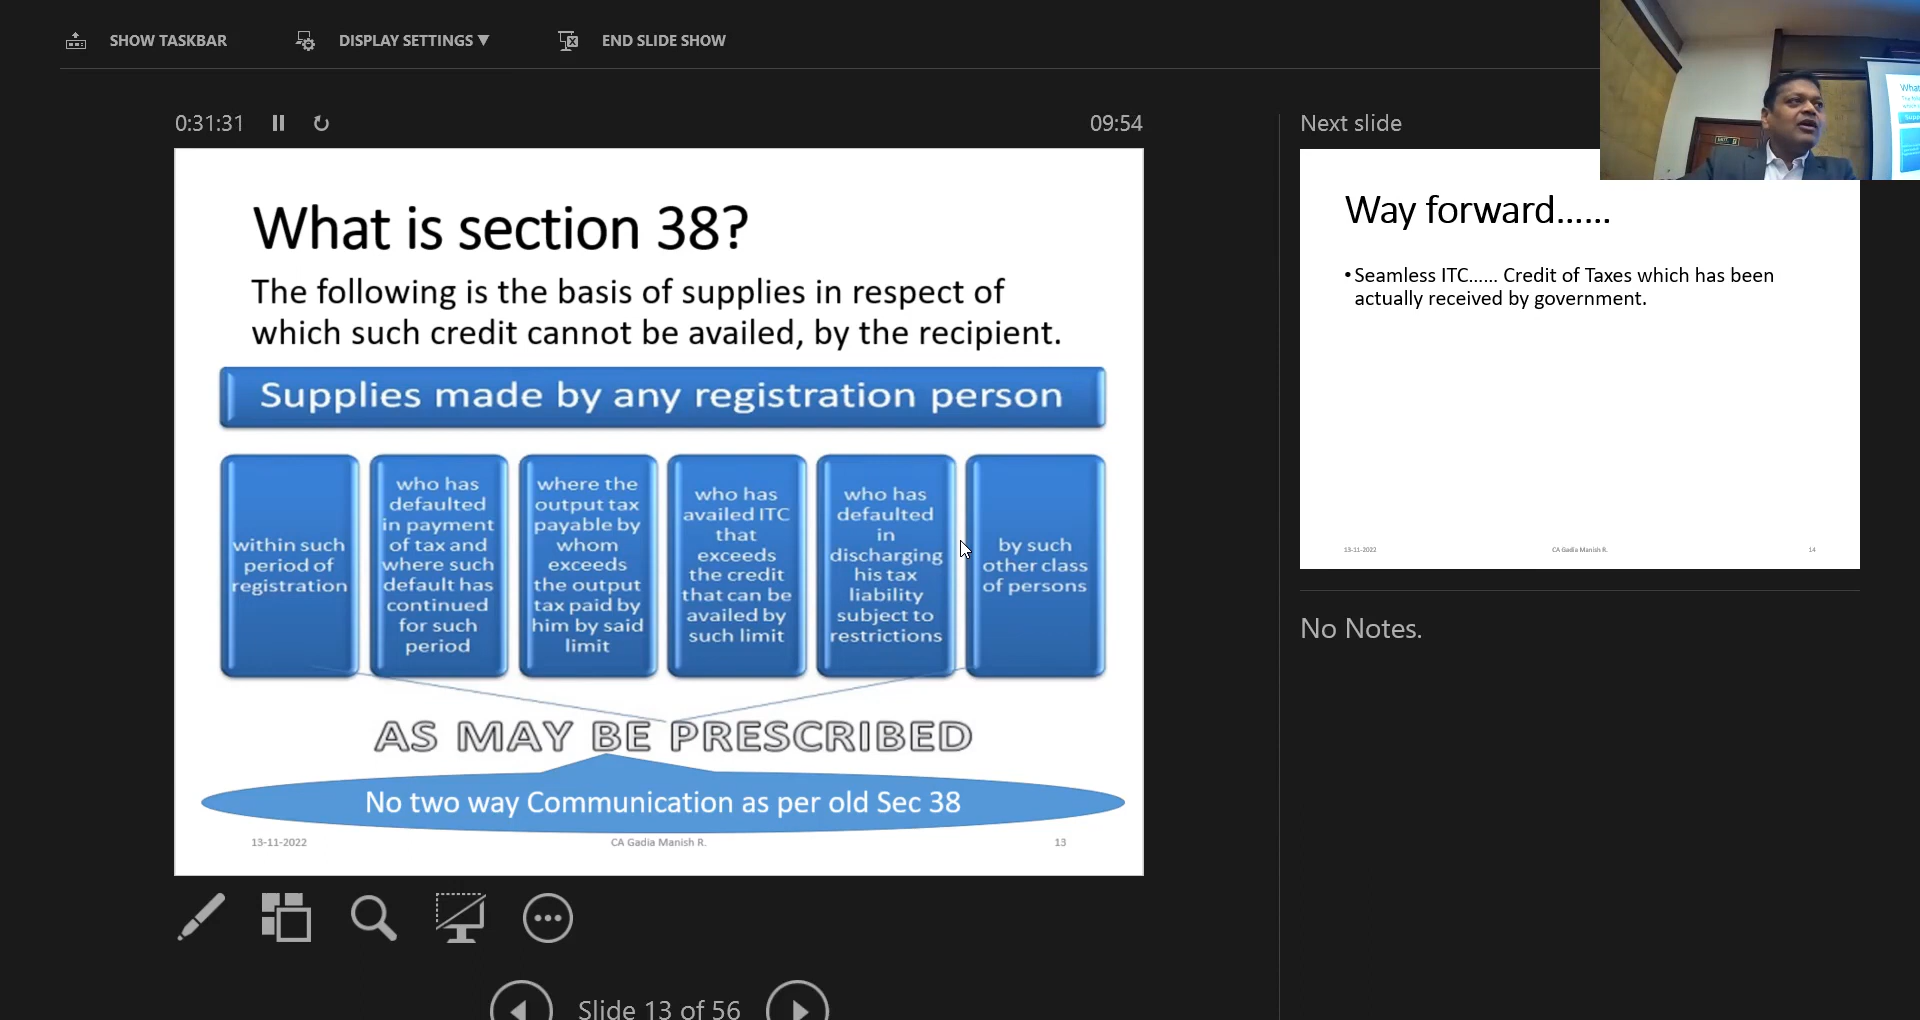 SHOW TASKBAR
DISPLAY SETTINGS ▼
END SLIDE SHOW
0:31:31
09:54
What is section 38?
The following is the basis of supplies in respect of
which such credit cannot be availed, by the recipient.
Supplies made by any registration person
within such
period of
registration
who has
defaulted
in payment
of tax and
where such
default has
continued
for such
period
where the
output tax
payable by
whom
exceeds
the output
tax paid by
him by said
limit
who has
availed ITC
that
exceeds
the credit
that can be
availed by
such limit
who has
defaulted
in
discharging
his tax
liability
subject to
restrictions
by such
other class
of persons
AS MAY BE PRESCRIBED
No two way Communication as per old Sec 38
13-11-2022
CA Gadia Manish R.
13
Slide 13 of 56
Next slide
Way forward......
• Seamless ITC...... Credit of Taxes which has been
actually received by government.
13-11-2022
CA Gadia Manish R.
14
No Notes.